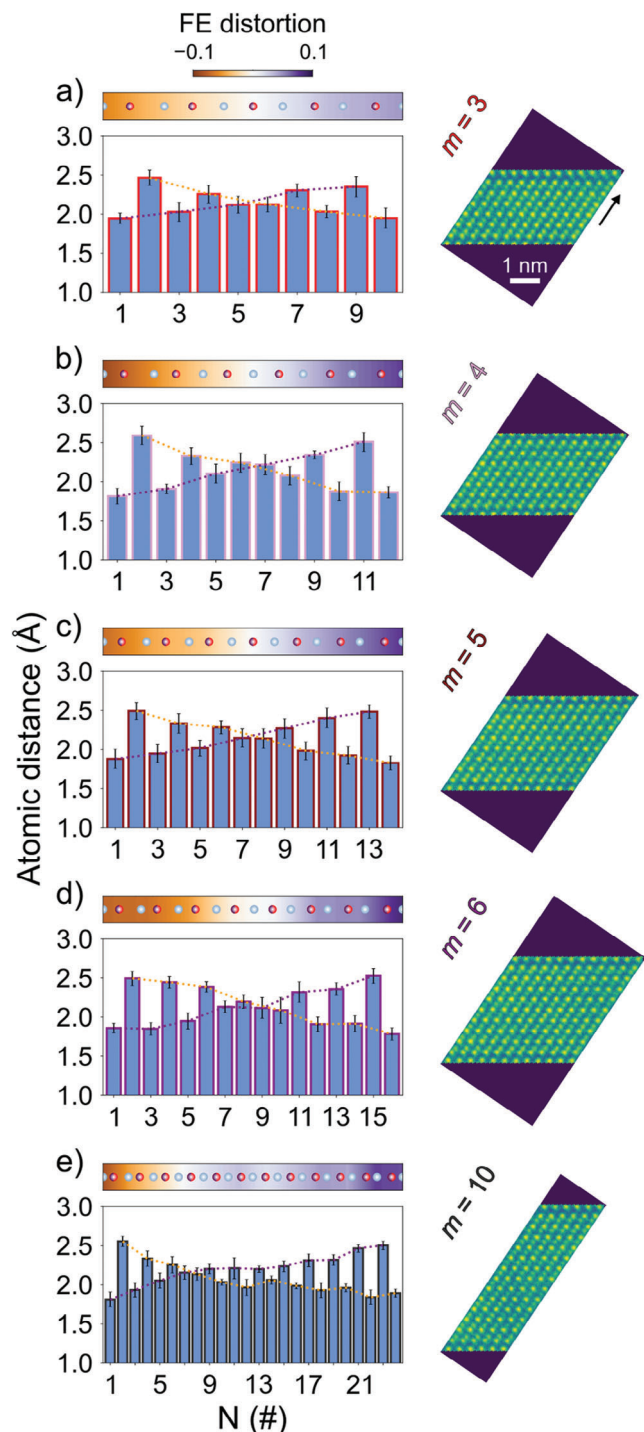 FE distortion
−0.1 0.1
a)
3.0
2.5
2.0
1.5
1.0
1 3 5 7 9
m = 3
1 nm
b)
3.0
2.5
2.0
1.5
1.0
1 3 5 7 9 11
m = 4
c)
3.0
2.5
2.0
1.5
1.0
1 3 5 7 9 11 13
m = 5
Atomic distance (Å)
d)
3.0
2.5
2.0
1.5
1.0
1 3 5 7 9 11 13 15
m = 6
e)
3.0
2.5
2.0
1.5
1.0
1 5 9 13 17 21
m = 10
N (#)